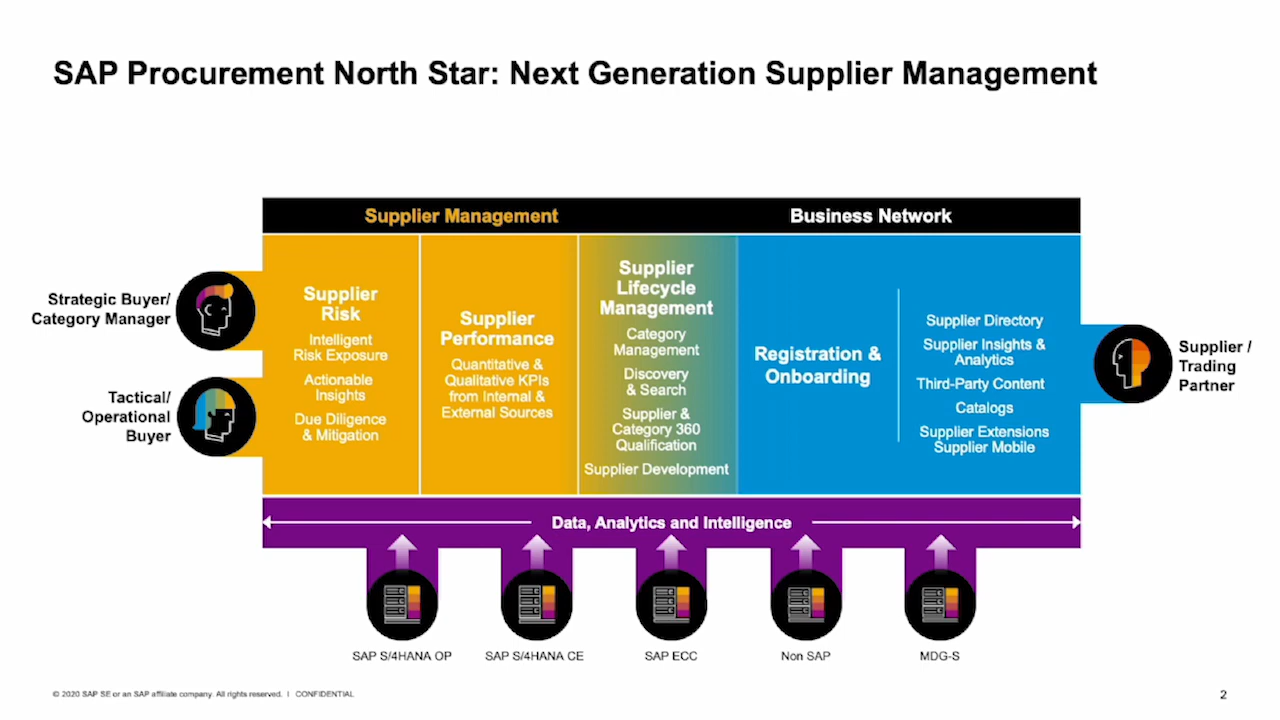 SAP Procurement North Star: Next Generation Supplier Management
Supplier Management
Business Network
Strategic Buyer/
Category Manager
Tactical/
Operational
Buyer
Supplier
Risk
Intelligent
Risk Exposure
Actionable
Insights
Due Diligence
& Mitigation
Supplier
Performance
Quantitative &
Qualitative KPIs
from Internal &
External Sources
Supplier
Lifecycle
Management
Category
Management
Discovery
& Search
Supplier &
Category 360
Qualification
Supplier Development
Registration &
Onboarding
Supplier Directory
Supplier Insights &
Analytics
Third-Party Content
Catalogs
Supplier Extensions
Supplier Mobile
Supplier /
Trading
Partner
Data, Analytics and Intelligence
SAP S/4HANA OP
SAP S/4HANA CE
SAP ECC
Non SAP
MDG-S
© 2020 SAP SE or an SAP affiliate company. All rights reserved. I CONFIDENTIAL
2